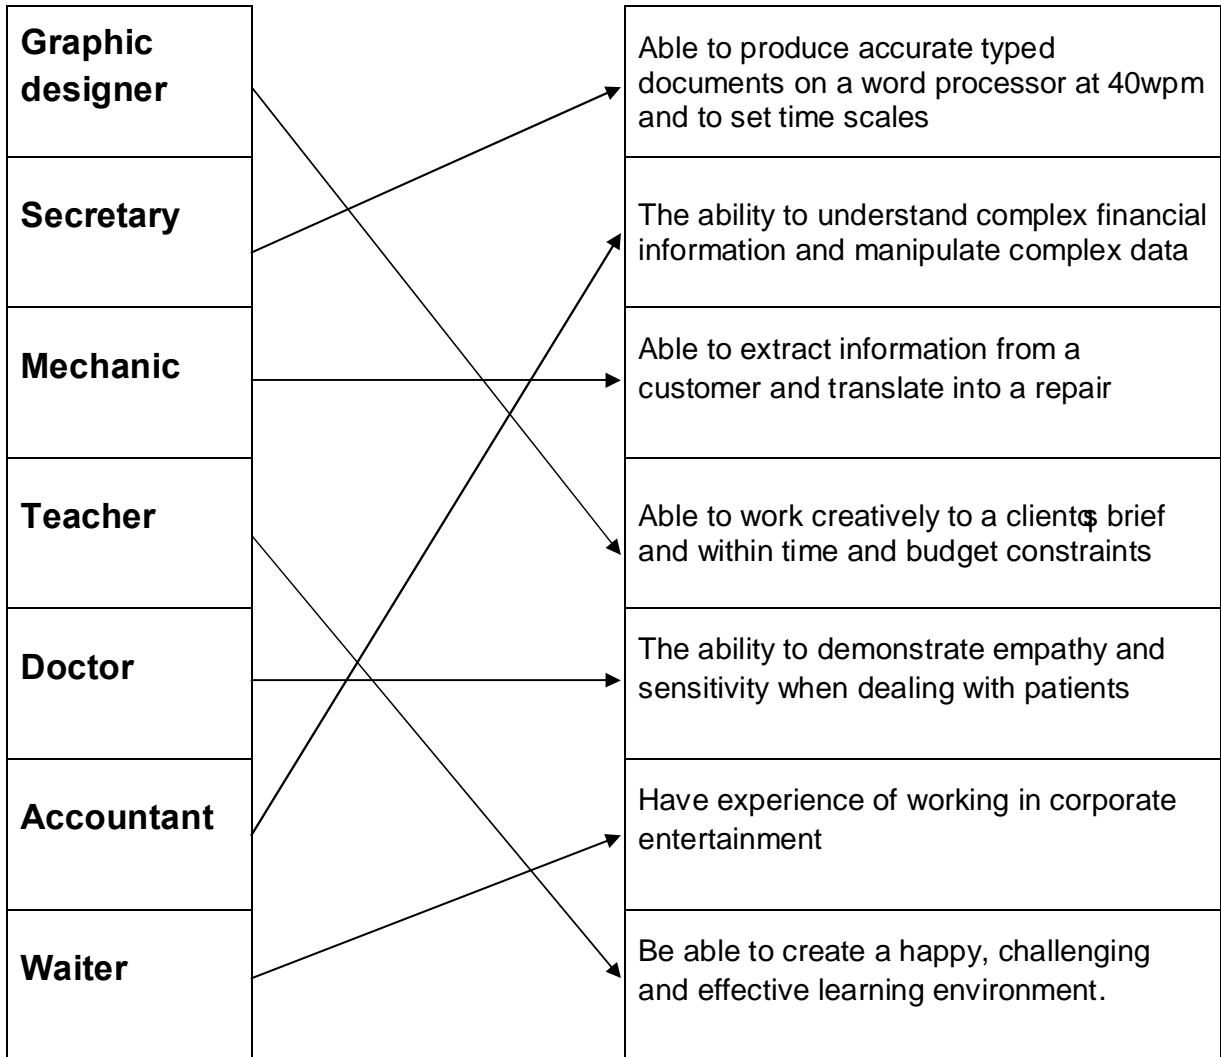 Graphic
designer
Able to produce accurate typed
documents on a word processor at 40wpm
and to set time scales
Secretary
The ability to understand complex financial
information and manipulate complex data
Mechanic
Able to extract information from a
customer and translate into a repair
Teacher
Able to work creatively to a clientqs brief
and within time and budget constraints
Doctor
The ability to demonstrate empathy and
sensitivity when dealing with patients
Accountant
Have experience of working in corporate
entertainment
Waiter
Be able to create a happy, challenging
and effective learning environment.